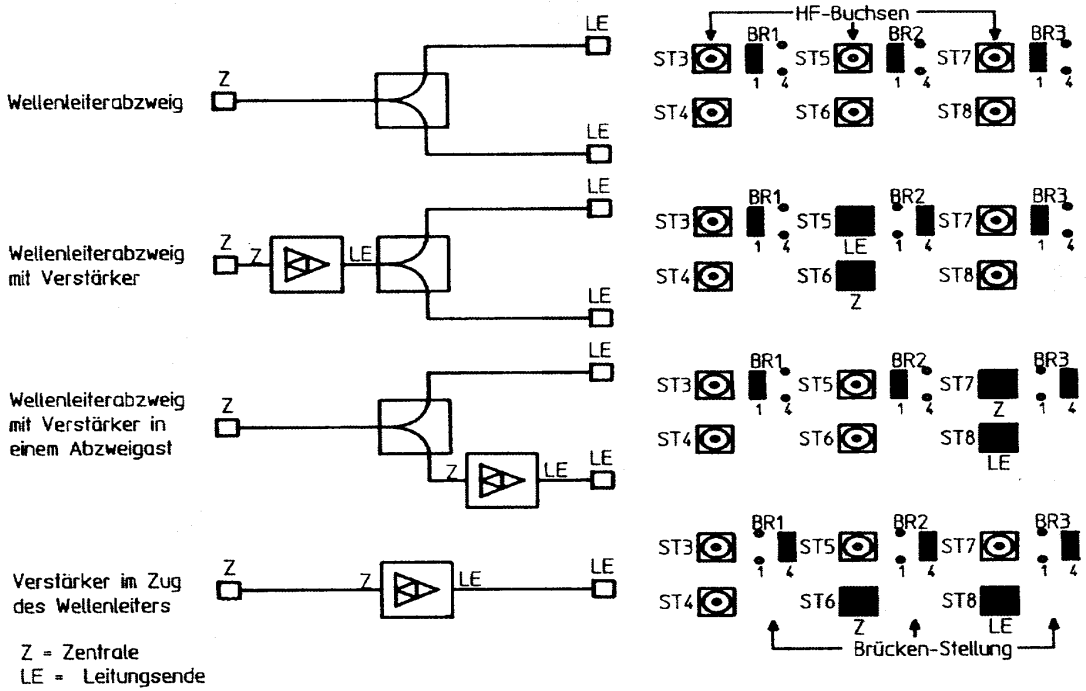 HF-Buchsen
LE
BR1 BR2 BR3
ST3 ST5 ST7
1 4 1 4 1 4
Z
Wellenleiterabzweig
ST4 ST6 ST8
LE
LE
BR1 BR2 BR3
ST3 ST5 ST7
1 4 LE 1 4 1 4
Wellenleiterabzweig
mit Verstärker
Z Z LE
ST4 ST6 ST8
Z
LE
LE
BR1 BR2 BR3
ST3 ST5 ST7
1 4 1 4 Z 1 4
Wellenleiterabzweig
mit Verstärker in
einem Abzweigast
Z
ST4 ST6 ST8
LE
Z LE LE
BR1 BR2 BR3
ST3 ST5 ST7
1 4 1 4 1 4
Verstärker im Zug
des Wellenleiters
Z Z LE LE
ST4 ST6 ST8
Z LE
Brücken-Stellung
Z = Zentrale
LE = Leitungsende